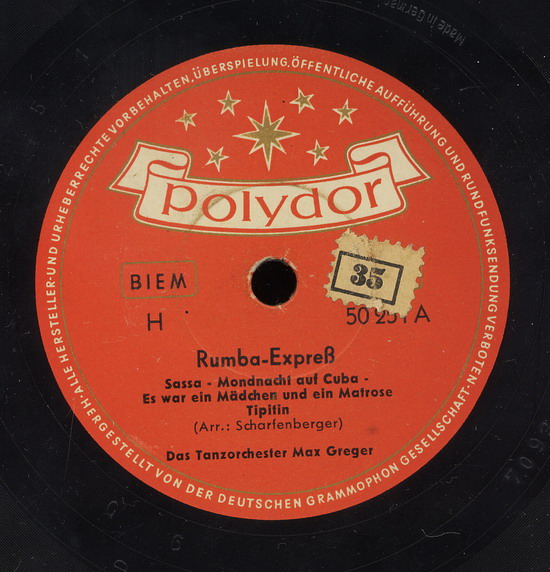 ALLE HERSTELLER- UND URHEBERRECHTE VORBEHALTEN, ÜBERSPIELUNG, ÖFFENTLICHE AUFFÜHRUNG UND RUNDFUNKSENDUNG VERBOTEN·
polydor
BIEM
35
H
A
Rumba-Expreß
Sassa - Mondnacht auf Cuba -
Es war ein Mädchen und ein Matrose
Tipitin
(Arr.: Scharfenberger)
Das Tanzorchester Max Greger
·HERGESTELLT VON DER DEUTSCHEN GRAMMOPHON GESELLSCHAFT·
Made in Germany